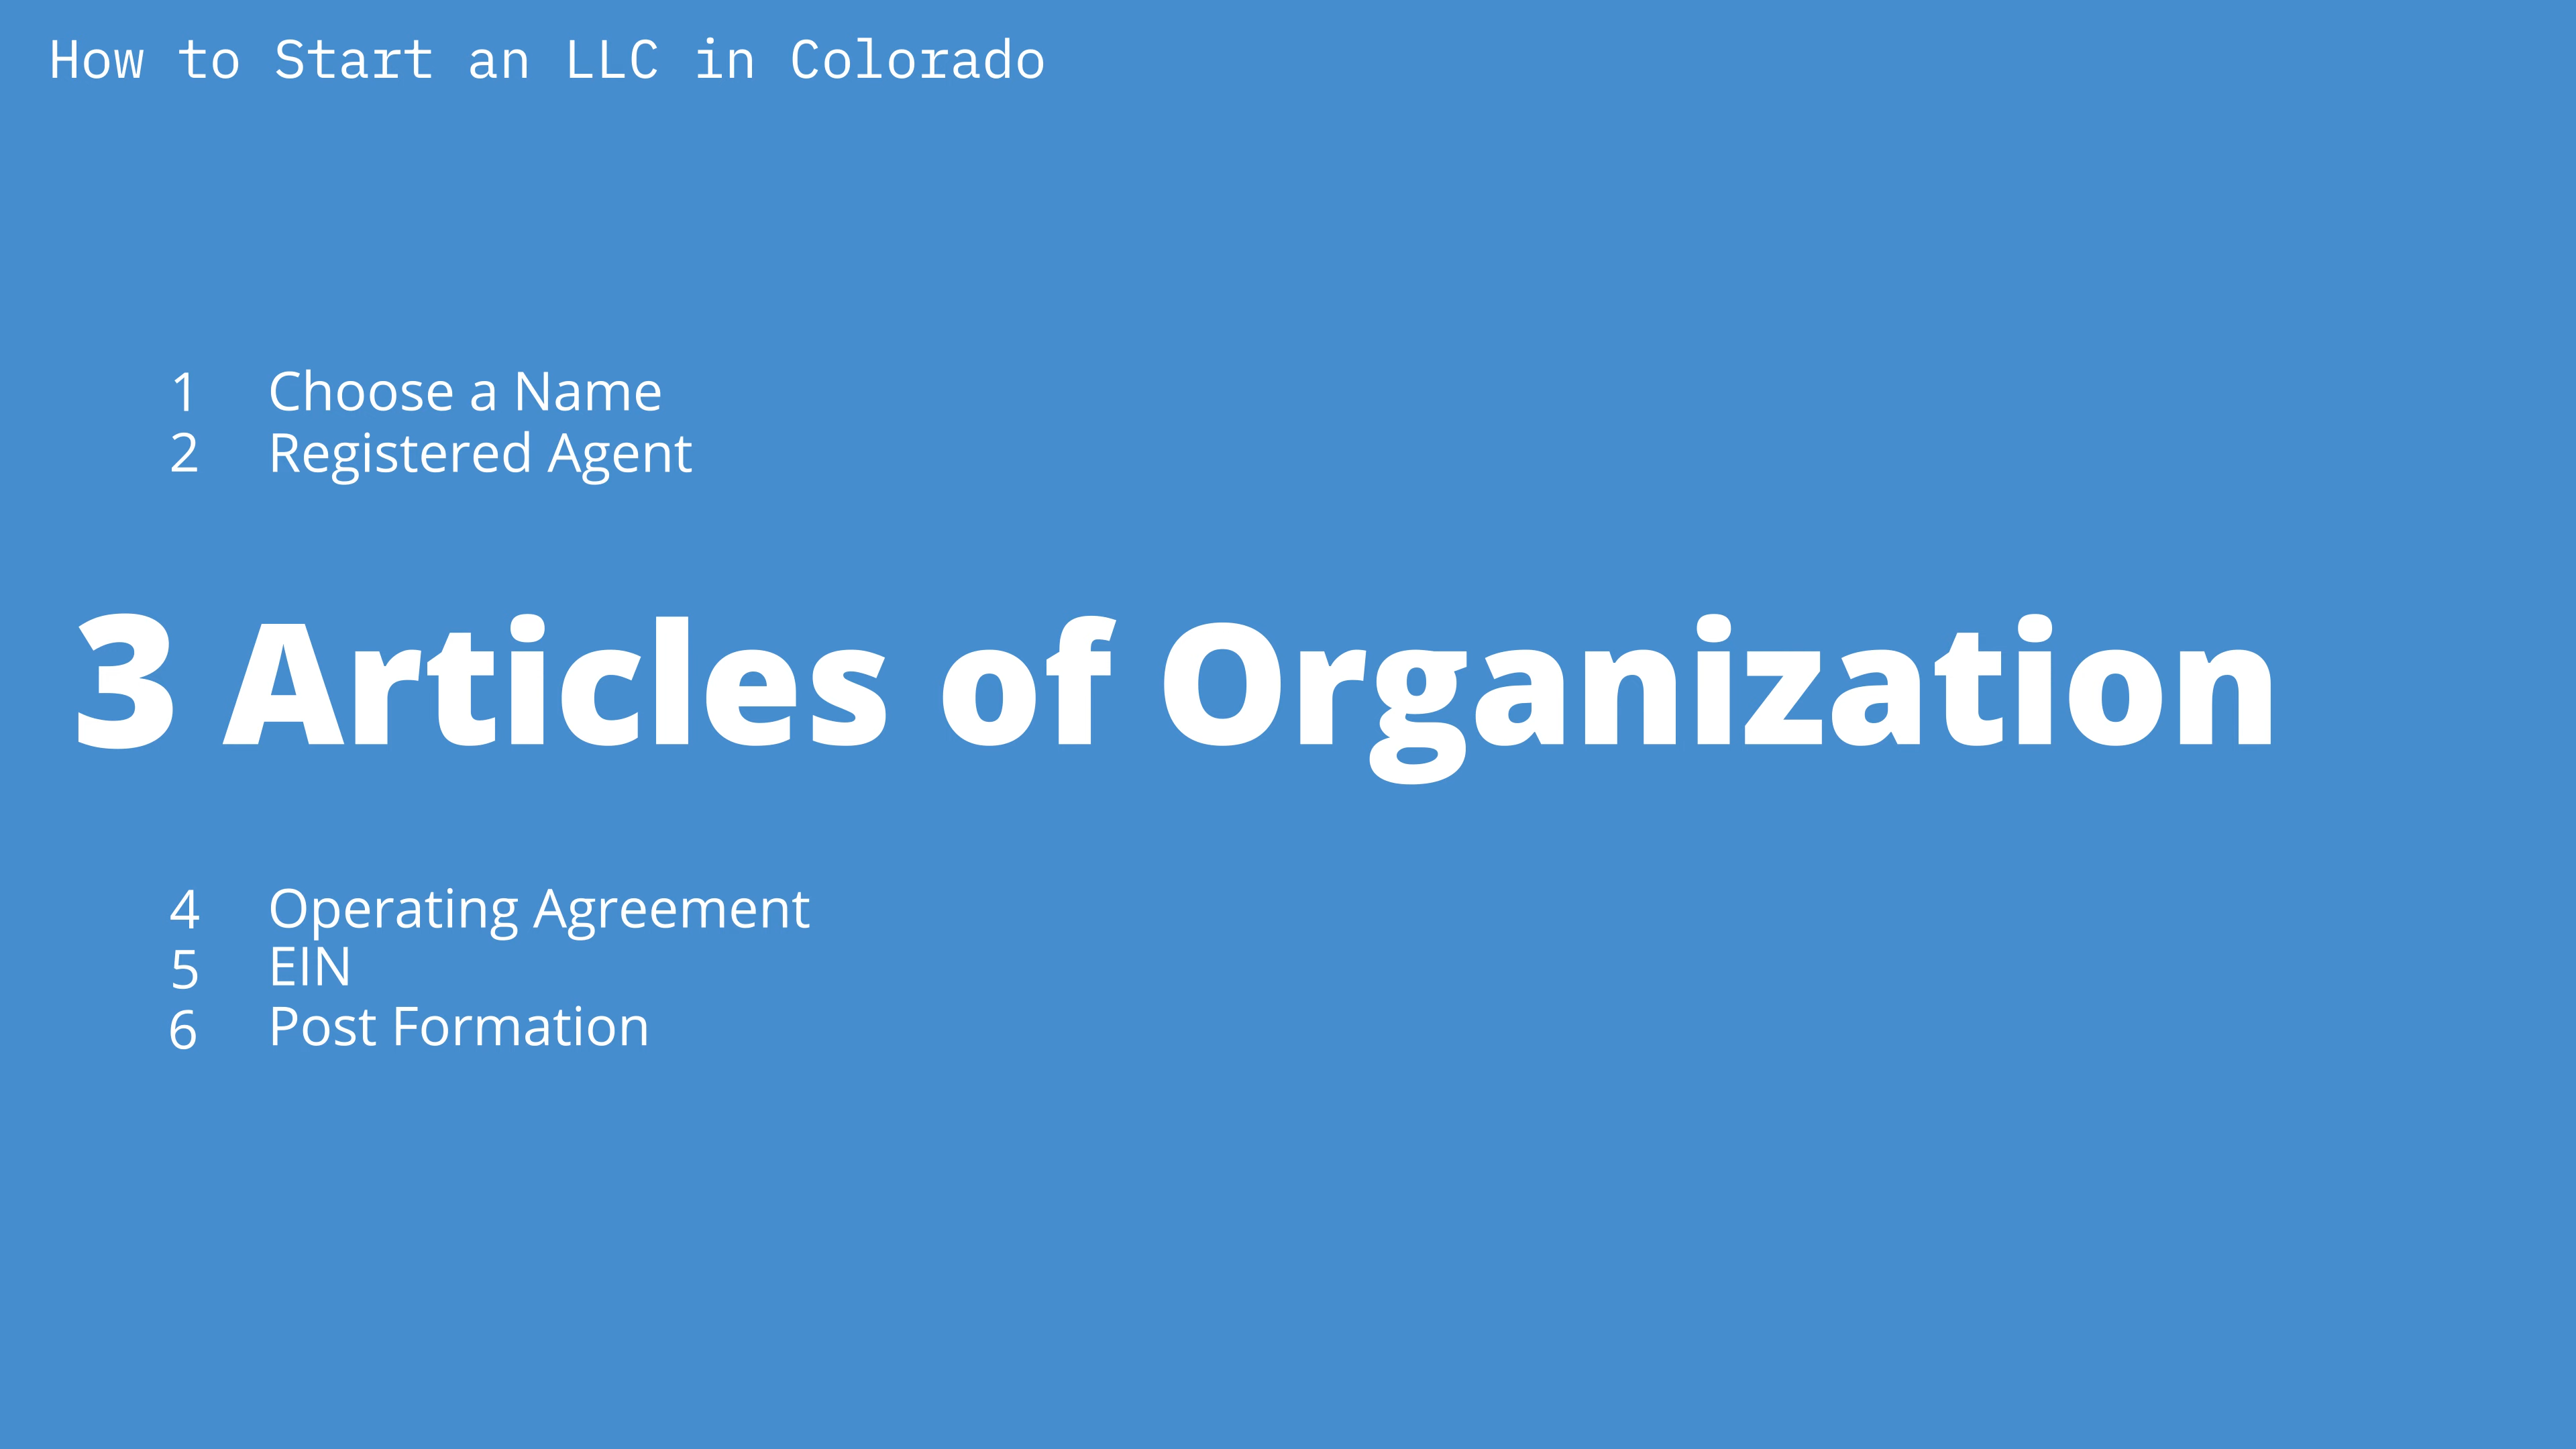 How to Start an LLC in Colorado
1 Choose a Name
2 Registered Agent
3 Articles of Organization
4 Operating Agreement
5 EIN
6 Post Formation